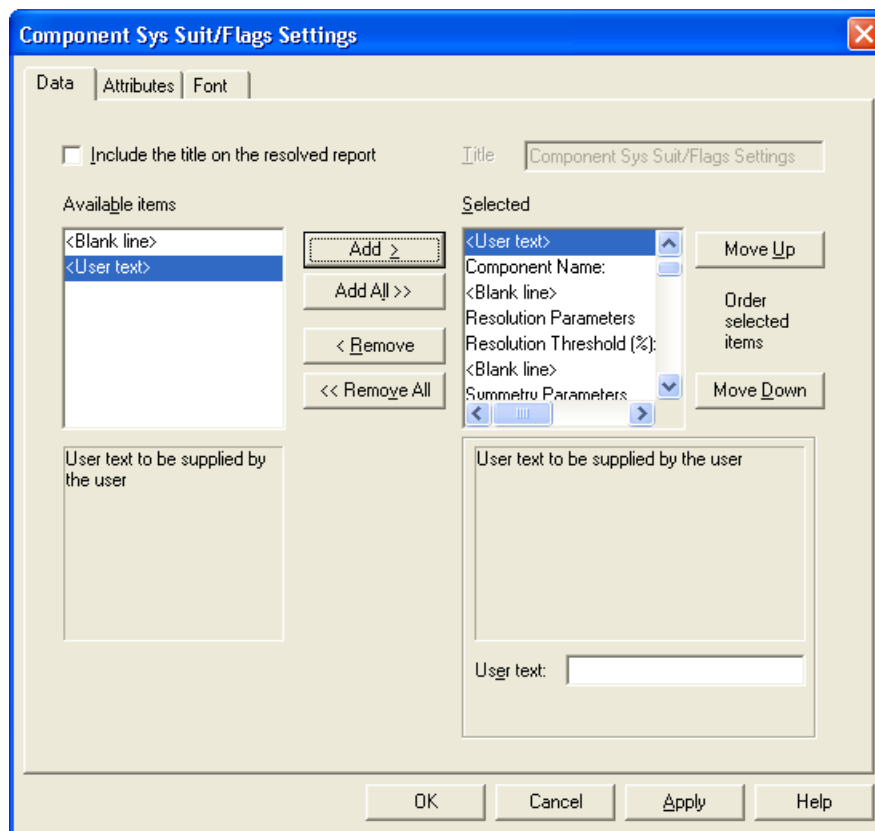 Component Sys Suit/Flags Settings
Data
Attributes
Font
Include the title on the resolved report
Title
Component Sys Suit/Flags Settings
Available items
<Blank line>
<User text>
Add >
Add All >>
< Remove
<< Remove All
Selected
<User text>
Component Name:
<Blank line>
Resolution Parameters
Resolution Threshold (%):
<Blank line>
Symmetry Parameters
Move Up
Order
selected
items
Move Down
User text to be supplied by
the user
User text to be supplied by the user
User text:
OK
Cancel
Apply
Help